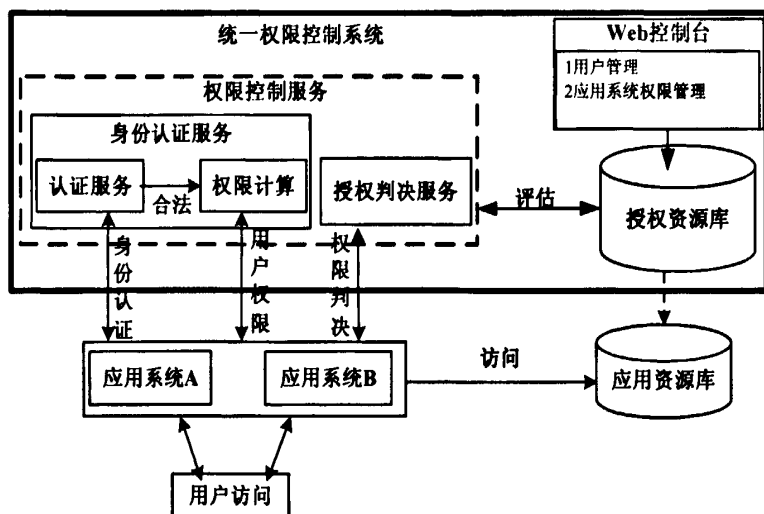 统一权限控制系统
Web控制台
1用户管理
2应用系统权限管理
权限控制服务
身份认证服务
认证服务
合法
权限计算
授权判决服务
评估
授权资源库
身份认证
用户权限
权限判决
应用系统A
应用系统B
访问
应用资源库
用户访问